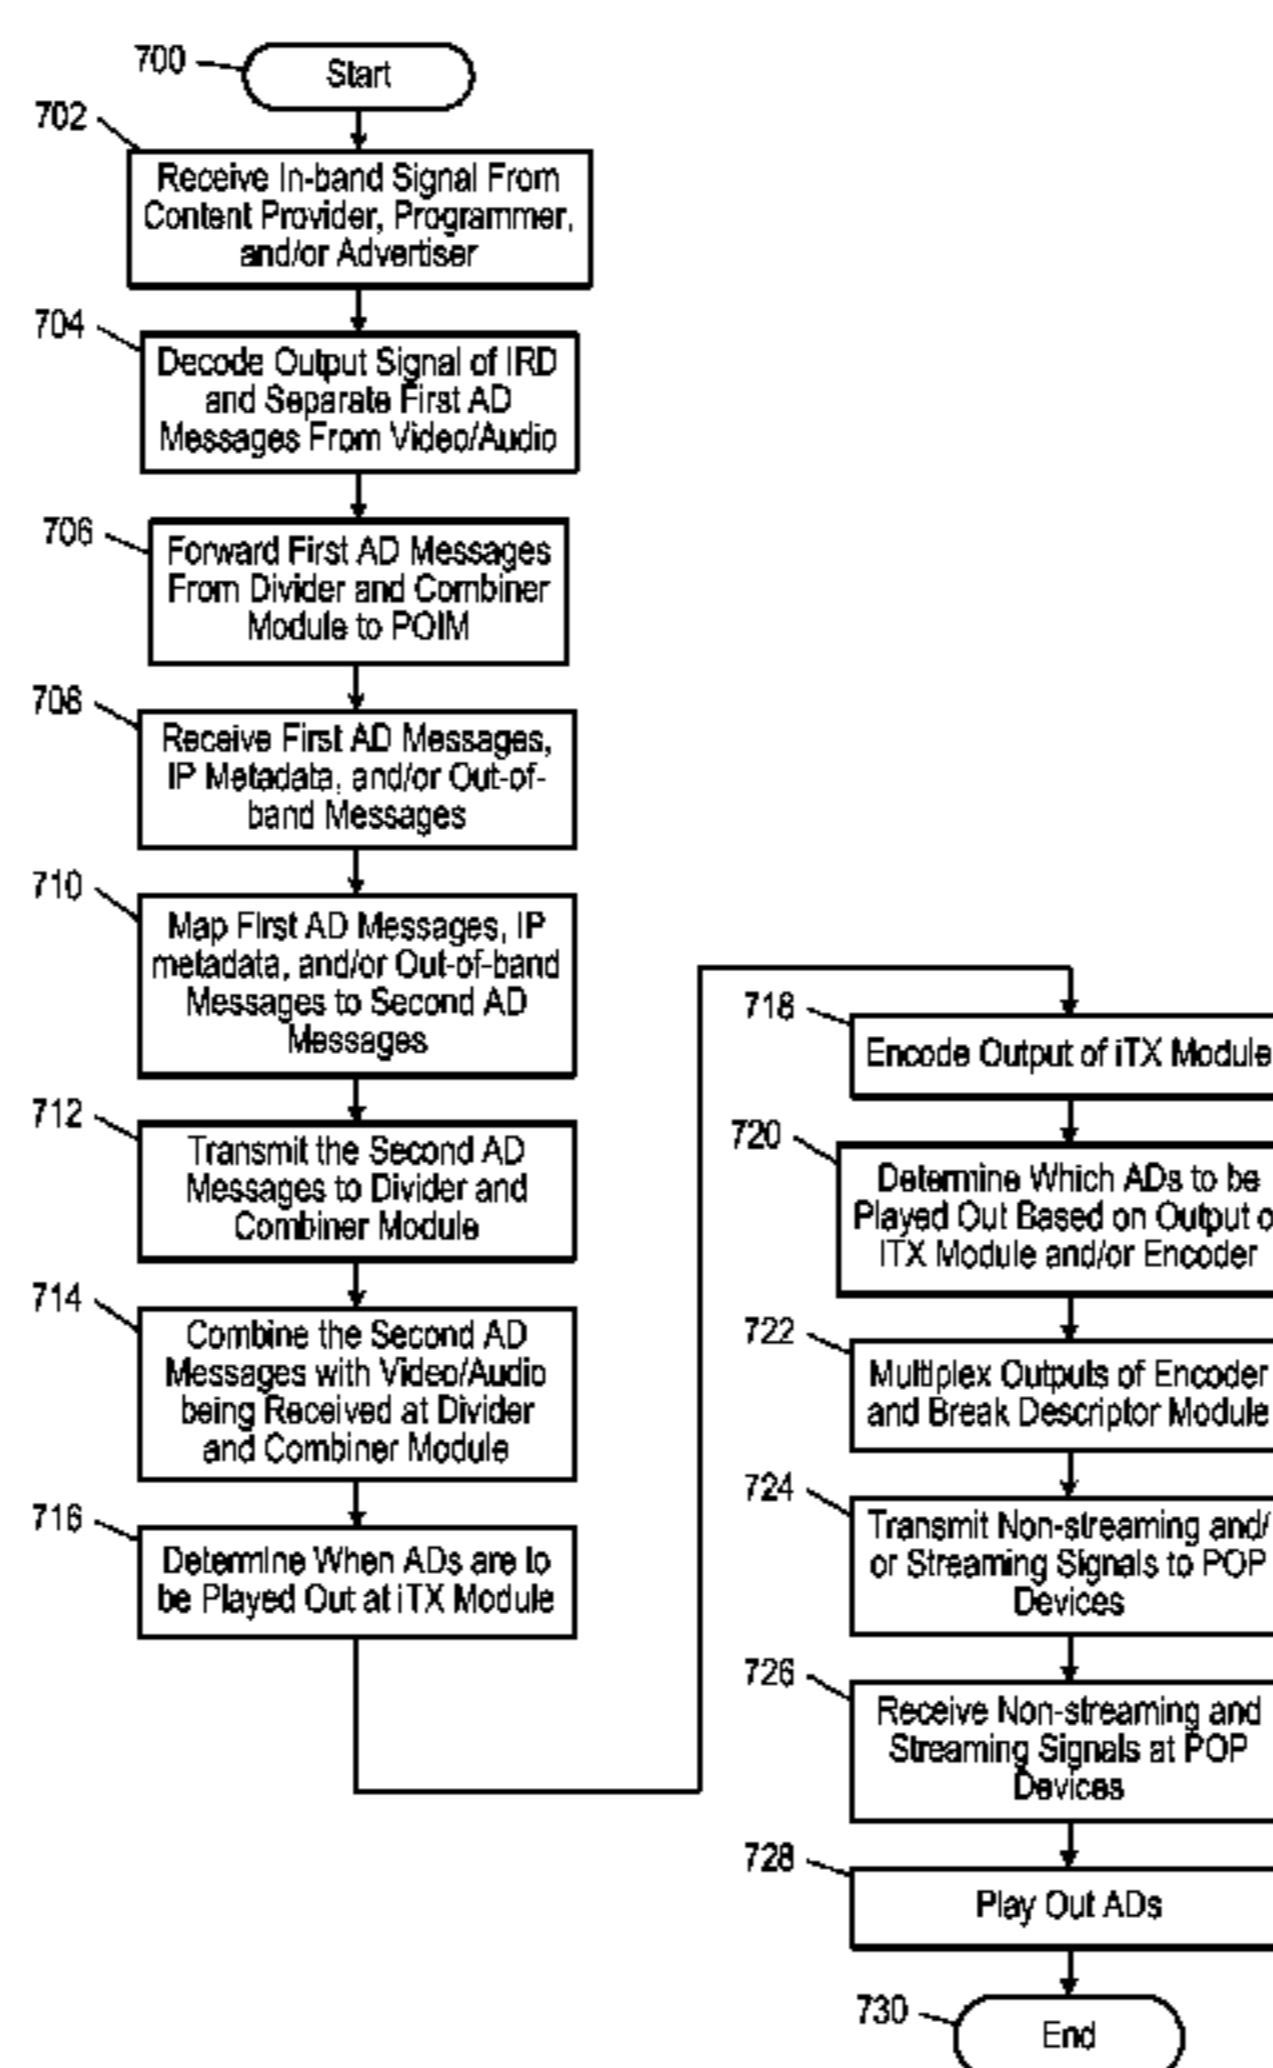 700
Start
702
Receive In-band Signal From
Content Provider, Programmer,
and/or Advertiser
704
Decode Output Signal of IRD
and Separate First AD
Messages From Video/Audio
706
Forward First AD Messages
From Divider and Combiner
Module to POIM
708
Receive First AD Messages,
IP Metadata, and/or Out-of-
band Messages
710
Map First AD Messages, IP
metadata, and/or Out-of-band
Messages to Second AD
Messages
712
Transmit the Second AD
Messages to Divider and
Combiner Module
714
Combine the Second AD
Messages with Video/Audio
being Received at Divider
and Combiner Module
716
Determine When ADs are to
be Played Out at iTX Module
718
Encode Output of iTX Module
720
Determine Which ADs to be
Played Out Based on Output
ITX Module and/or Encoder
722
Multiplex Outputs of Encoder
and Break Descriptor Module
724
Transmit Non-streaming and/
or Streaming Signals to POP
Devices
726
Receive Non-streaming and
Streaming Signals at POP
Devices
728
Play Out ADs
730
End